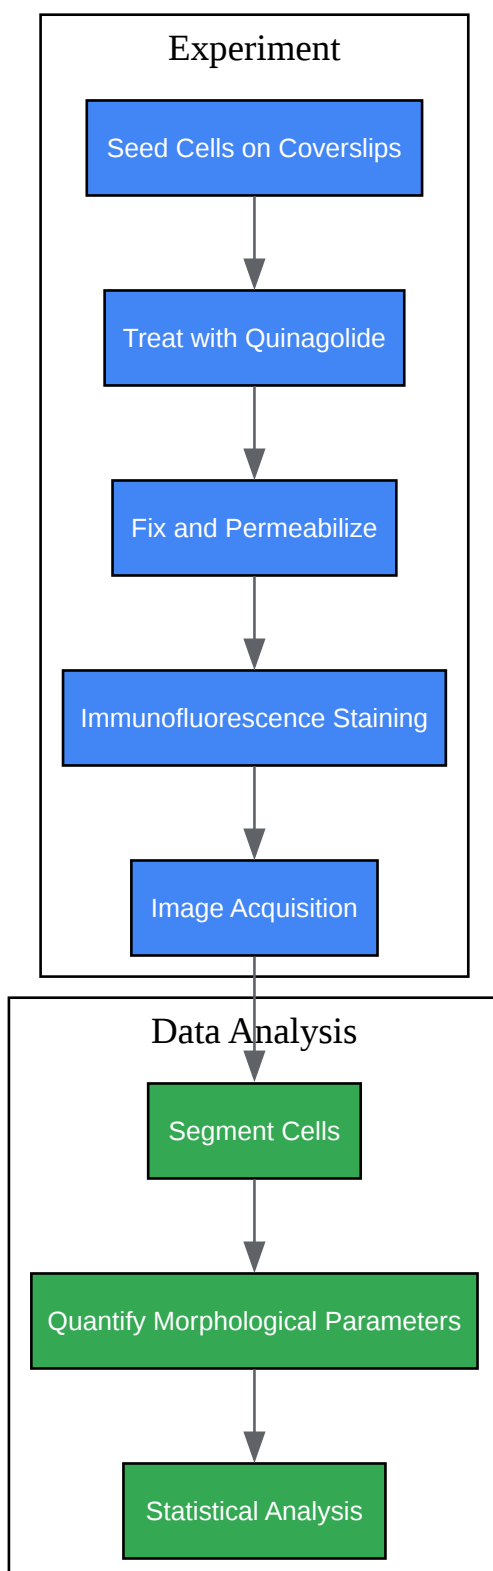 Experiment
Seed Cells on Coverslips
Treat with Quinagolide
Fix and Permeabilize
Immunofluorescence Staining
Image Acquisition
Data Analysis
Segment Cells
Quantify Morphological Parameters
Statistical Analysis